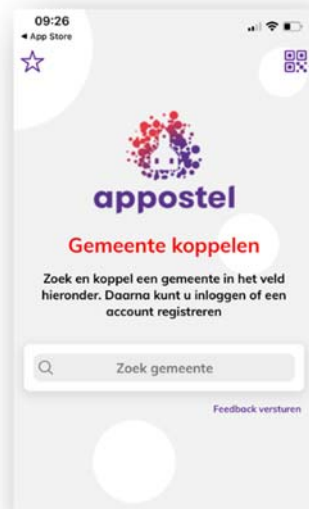 09:26
◀ App Store
appostel
Gemeente koppelen
Zoek en koppel een gemeente in het veld
hieronder. Daarna kunt u inloggen of een
account registreren
Zoek gemeente
Feedback versturen